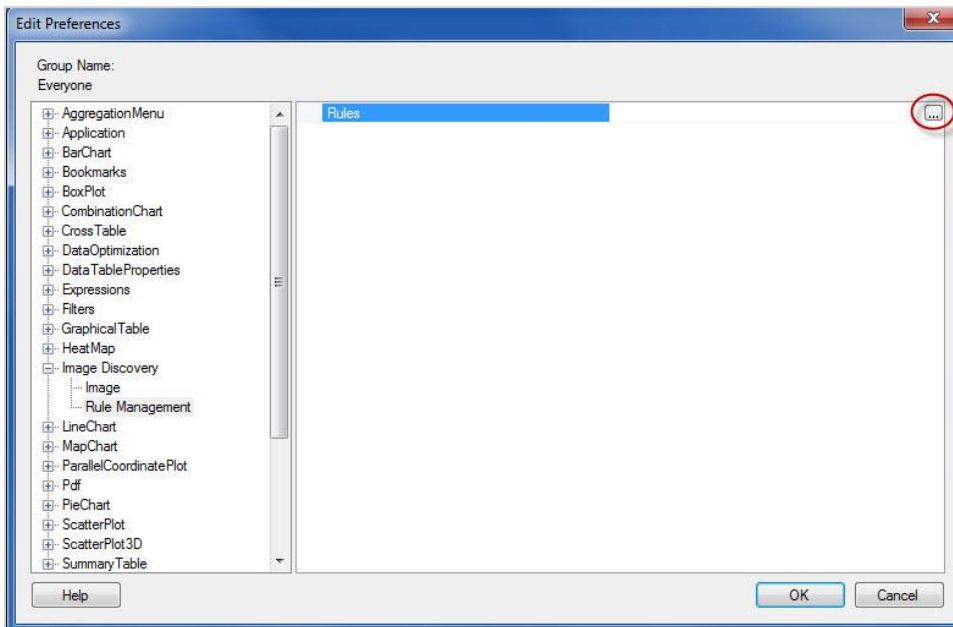 Edit Preferences
Group Name:
Everyone
AggregationMenu
Application
BarChart
Bookmarks
BoxPlot
CombinationChart
CrossTable
DataOptimization
DataTableProperties
Expressions
Filters
GraphicalTable
HeatMap
Image Discovery
Image
Rule Management
LineChart
MapChart
ParallelCoordinatePlot
Pdf
PieChart
ScatterPlot
ScatterPlot3D
SummaryTable
Rules
...
Help
OK
Cancel